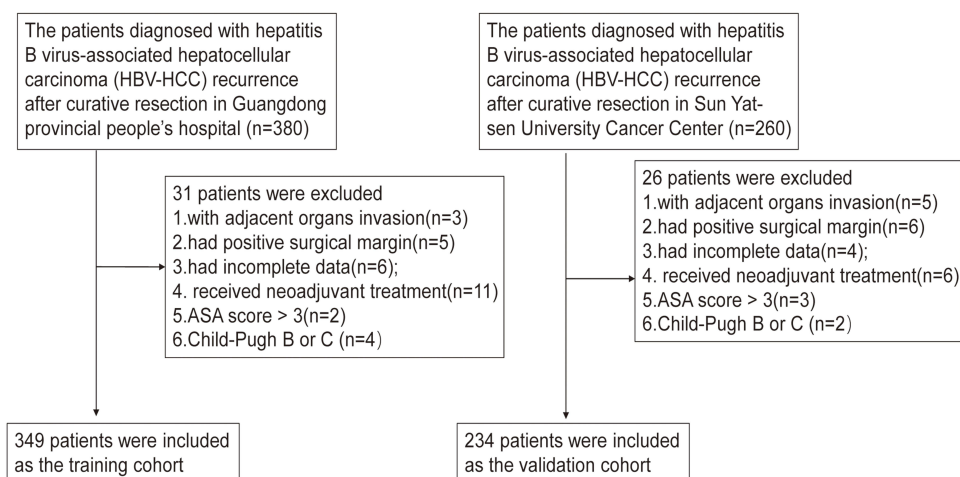 The patients diagnosed with hepatitis
B virus-associated hepatocellular
carcinoma (HBV-HCC) recurrence
after curative resection in Guangdong
provincial people's hospital (n=380)
31 patients were excluded
1.with adjacent organs invasion(n=3)
2.had positive surgical margin(n=5)
3.had incomplete data(n=6);
4. received neoadjuvant treatment(n=11)
5.ASA score > 3(n=2)
6.Child-Pugh B or C (n=4)
349 patients were included
as the training cohort
The patients diagnosed with hepatitis
B virus-associated hepatocellular
carcinoma (HBV-HCC) recurrence
after curative resection in Sun Yat-
sen University Cancer Center (n=260)
26 patients were excluded
1.with adjacent organs invasion(n=5)
2.had positive surgical margin(n=6)
3.had incomplete data(n=4);
4. received neoadjuvant treatment(n=6)
5.ASA score > 3(n=3)
6.Child-Pugh B or C (n=2)
234 patients were included
as the validation cohort